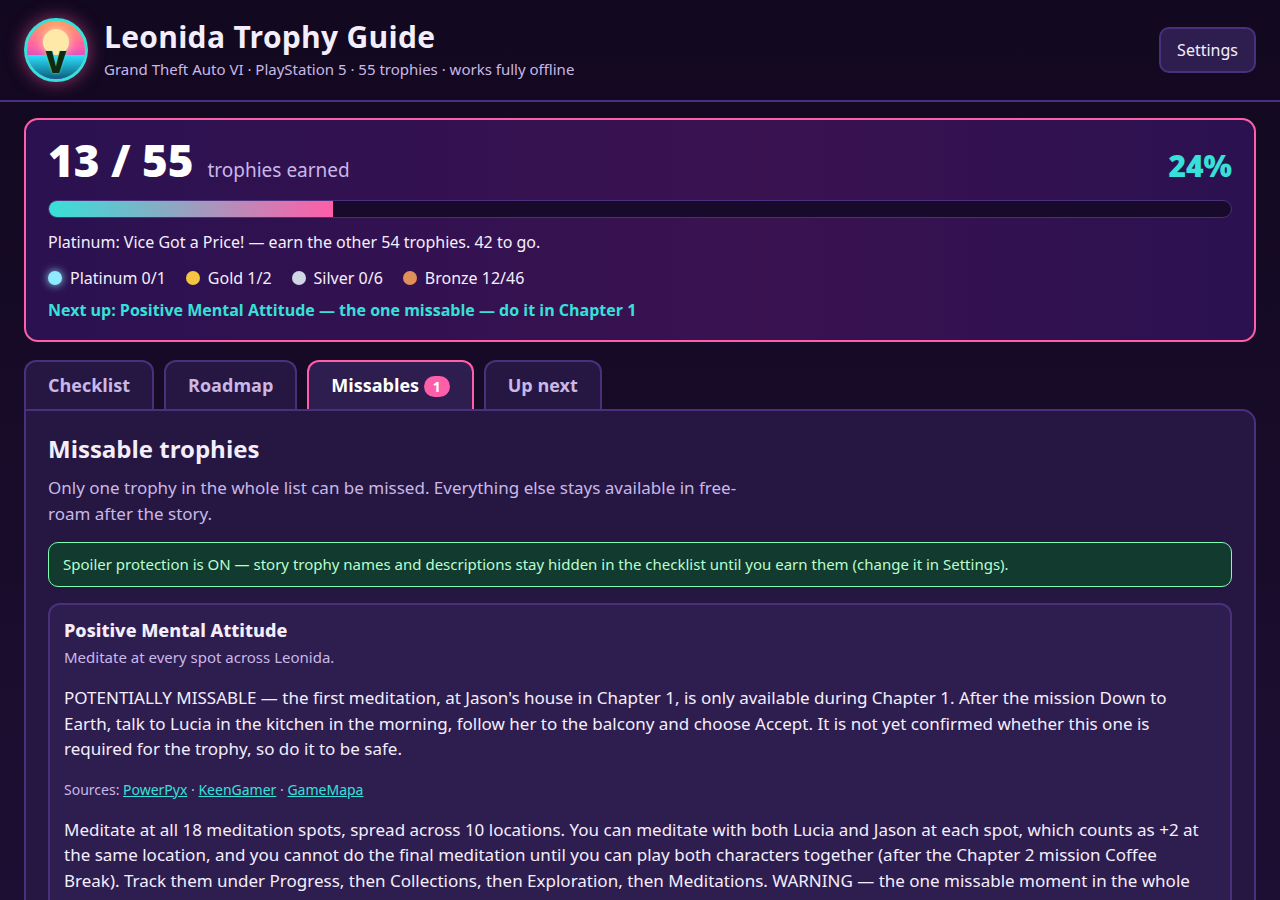 V
Leonida Trophy Guide
Grand Theft Auto VI · PlayStation 5 · 55 trophies · works fully offline
Settings
13 / 55 trophies earned
24%
Platinum: Vice Got a Price! — earn the other 54 trophies. 42 to go.
Platinum 0/1 Gold 1/2 Silver 0/6 Bronze 12/46
Next up: Positive Mental Attitude — the one missable — do it in Chapter 1
Checklist Roadmap Missables 1 Up next
Missable trophies
Only one trophy in the whole list can be missed. Everything else stays available in free-
roam after the story.
Spoiler protection is ON — story trophy names and descriptions stay hidden in the checklist until you earn them (change it in Settings).
Positive Mental Attitude
Meditate at every spot across Leonida.
POTENTIALLY MISSABLE — the first meditation, at Jason's house in Chapter 1, is only available during Chapter 1. After the mission Down to
Earth, talk to Lucia in the kitchen in the morning, follow her to the balcony and choose Accept. It is not yet confirmed whether this one is
required for the trophy, so do it to be safe.
Sources: PowerPyx · KeenGamer · GameMapa
Meditate at all 18 meditation spots, spread across 10 locations. You can meditate with both Lucia and Jason at each spot, which counts as +2 at
the same location, and you cannot do the final meditation until you can play both characters together (after the Chapter 2 mission Coffee
Break). Track them under Progress, then Collections, then Exploration, then Meditations. WARNING — the one missable moment in the whole